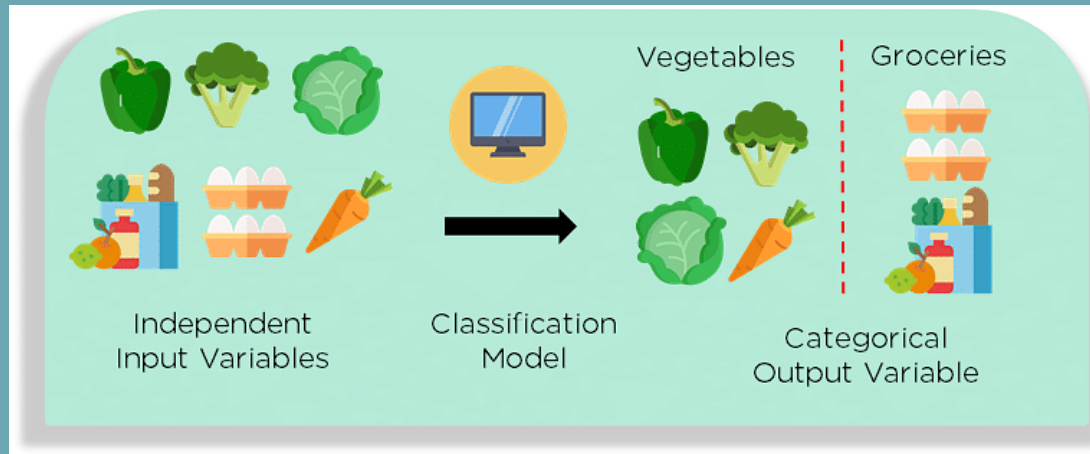 Vegetables
Groceries
Independent
Input Variables
Classification
Model
Categorical
Output Variable